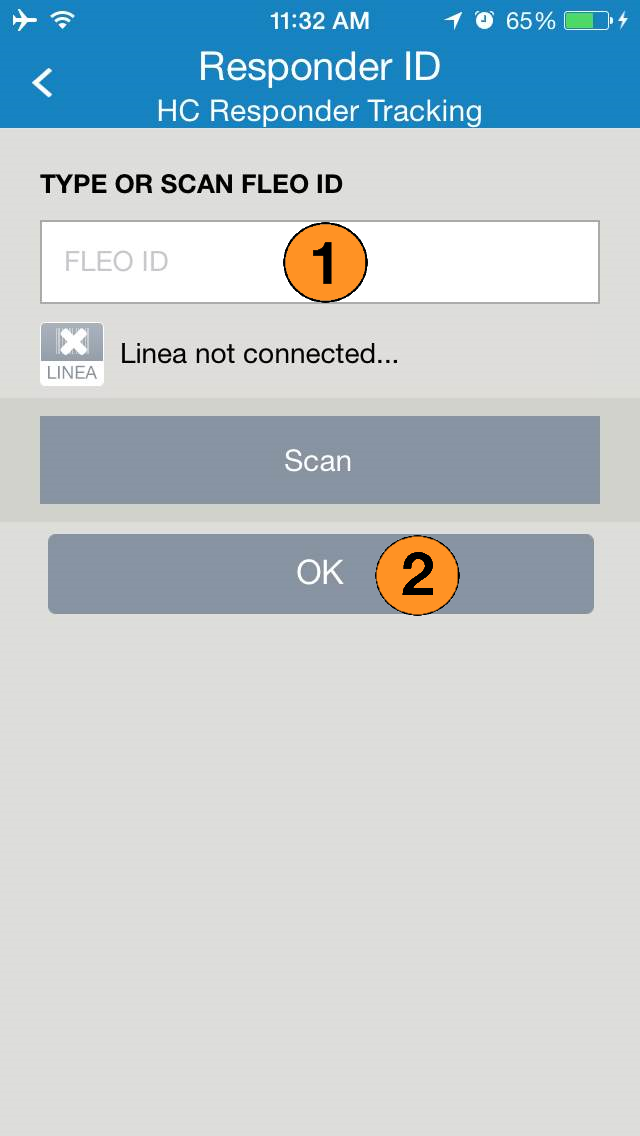 11:32 AM 65%
Responder ID
HC Responder Tracking
TYPE OR SCAN FLEO ID
FLEO ID 1
LINEA Linea not connected...
Scan
OK 2